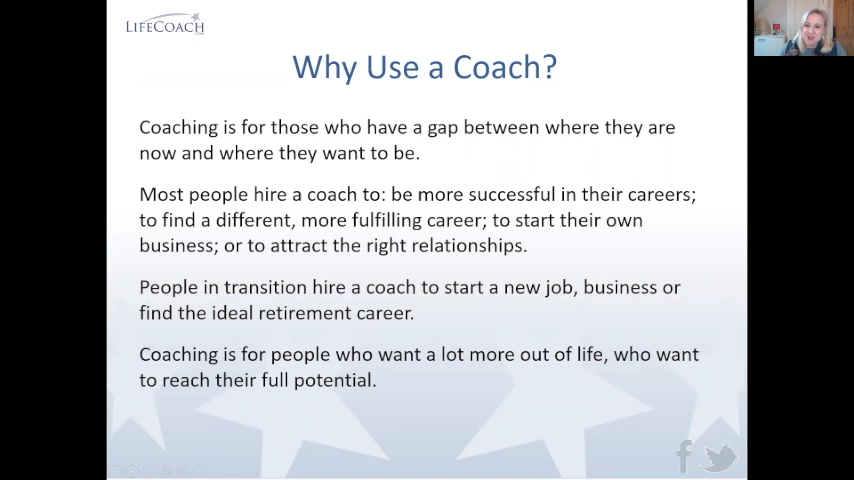 LIFECOACH
Why Use a Coach?
Coaching is for those who have a gap between where they are
now and where they want to be.
Most people hire a coach to: be more successful in their careers;
to find a different, more fulfilling career; to start their own
business; or to attract the right relationships.
People in transition hire a coach to start a new job, business or
find the ideal retirement career.
Coaching is for people who want a lot more out of life, who want
to reach their full potential.